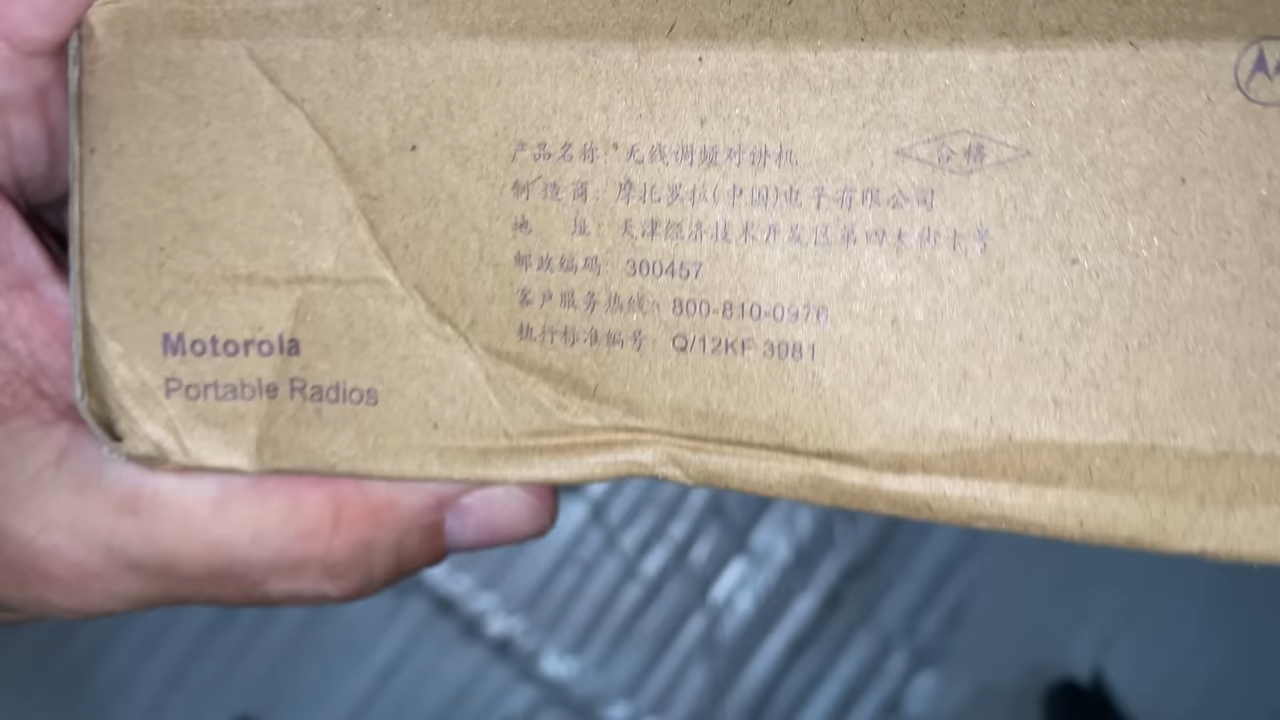 产品名称: 无线调频对讲机
合格
制造商: 摩托罗拉(中国)电子有限公司
地 址: 天津经济技术开发区第四大街十号
邮政编码: 300457
客户服务热线: 800-810-0976
执行标准编号: Q/12KF 3981
Motorola
Portable Radios